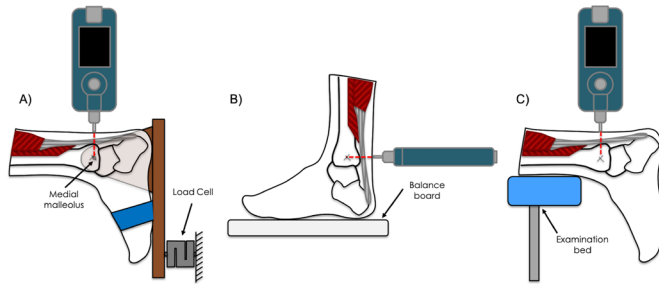 A)
Medial
malleolus
Load Cell
B)
Balance
board
C)
Examination
bed